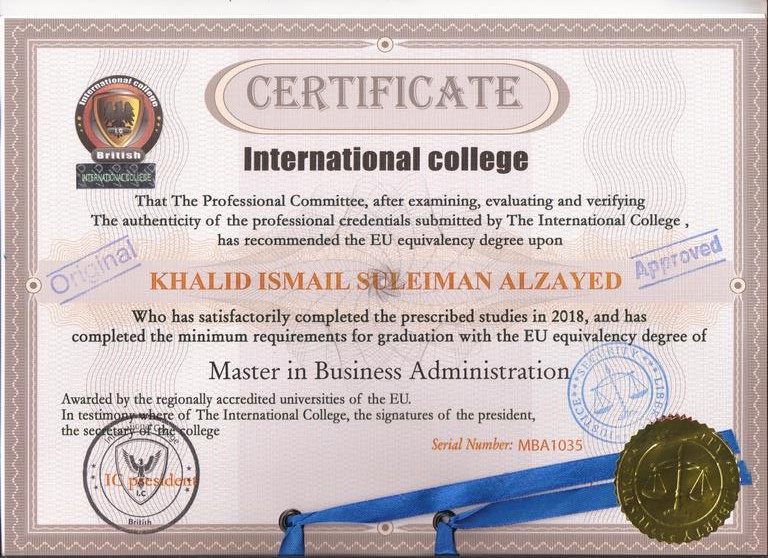 CERTIFICATE
International college
British
INTERNATIONAL COLLEGE
International college
That The Professional Committee, after examining, evaluating and verifying
The authenticity of the professional credentials submitted by The International College ,
has recommended the EU equivalency degree upon
Original
Approved
KHALID ISMAIL SULEIMAN ALZAYED
Who has satisfactorily completed the prescribed studies in 2018, and has
completed the minimum requirements for graduation with the EU equivalency degree of
Master in Business Administration
Awarded by the regionally accredited universities of the EU.
In testimony where of The International College, the signatures of the president,
the secretary of the college
Serial Number: MBA1035
SECURITY
JUSTICE
International College
I.C
British
IC president